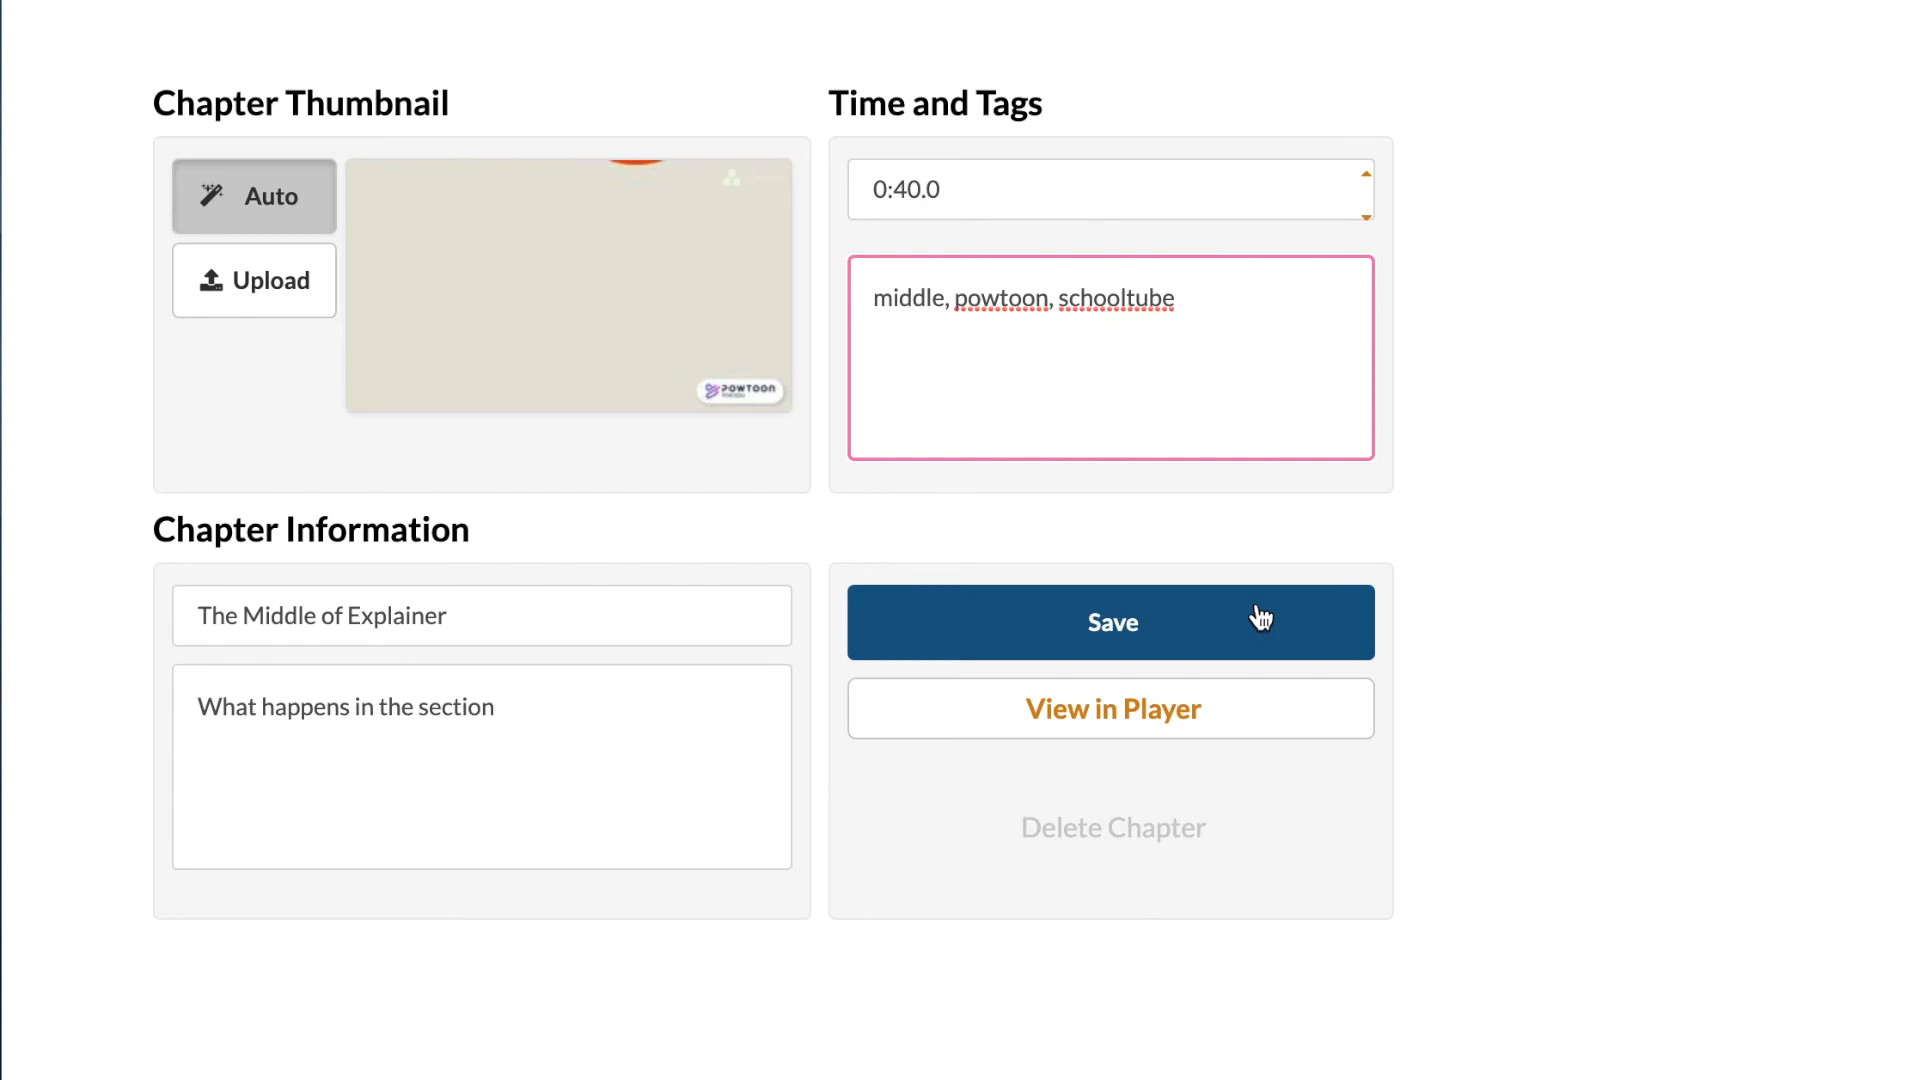 Chapter Thumbnail
Time and Tags
Auto
Upload
POWTOON
0:40.0
middle, powtoon, schooltube
Chapter Information
The Middle of Explainer
What happens in the section
Save
View in Player
Delete Chapter